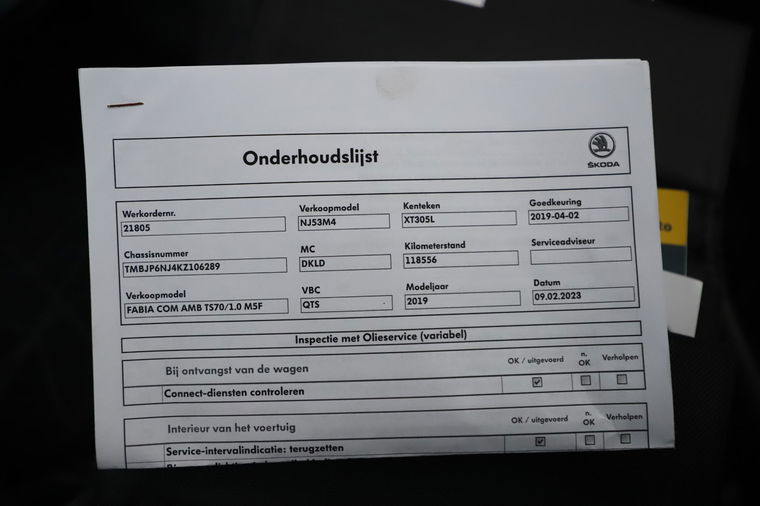 Onderhoudslijst
ŠKODA
Werkordernr. Verkoopmodel Kenteken Goedkeuring
21805 NJ53M4 XT305L 2019-04-02
Chassisnummer MC Kilometerstand Serviceadviseur
TMBJP6NJ4KZ106289 DKLD 118556
Verkoopmodel VBC Modeljaar Datum
FABIA COM AMB TS70/1.0 M5F QTS 2019 09.02.2023
Inspectie met Olieservice (variabel)
Bij ontvangst van de wagen OK / uitgevoerd n. OK Verholpen
Connect-diensten controleren
Interieur van het voertuig OK / uitgevoerd n. OK Verholpen
Service-intervalindicatie: terugzetten